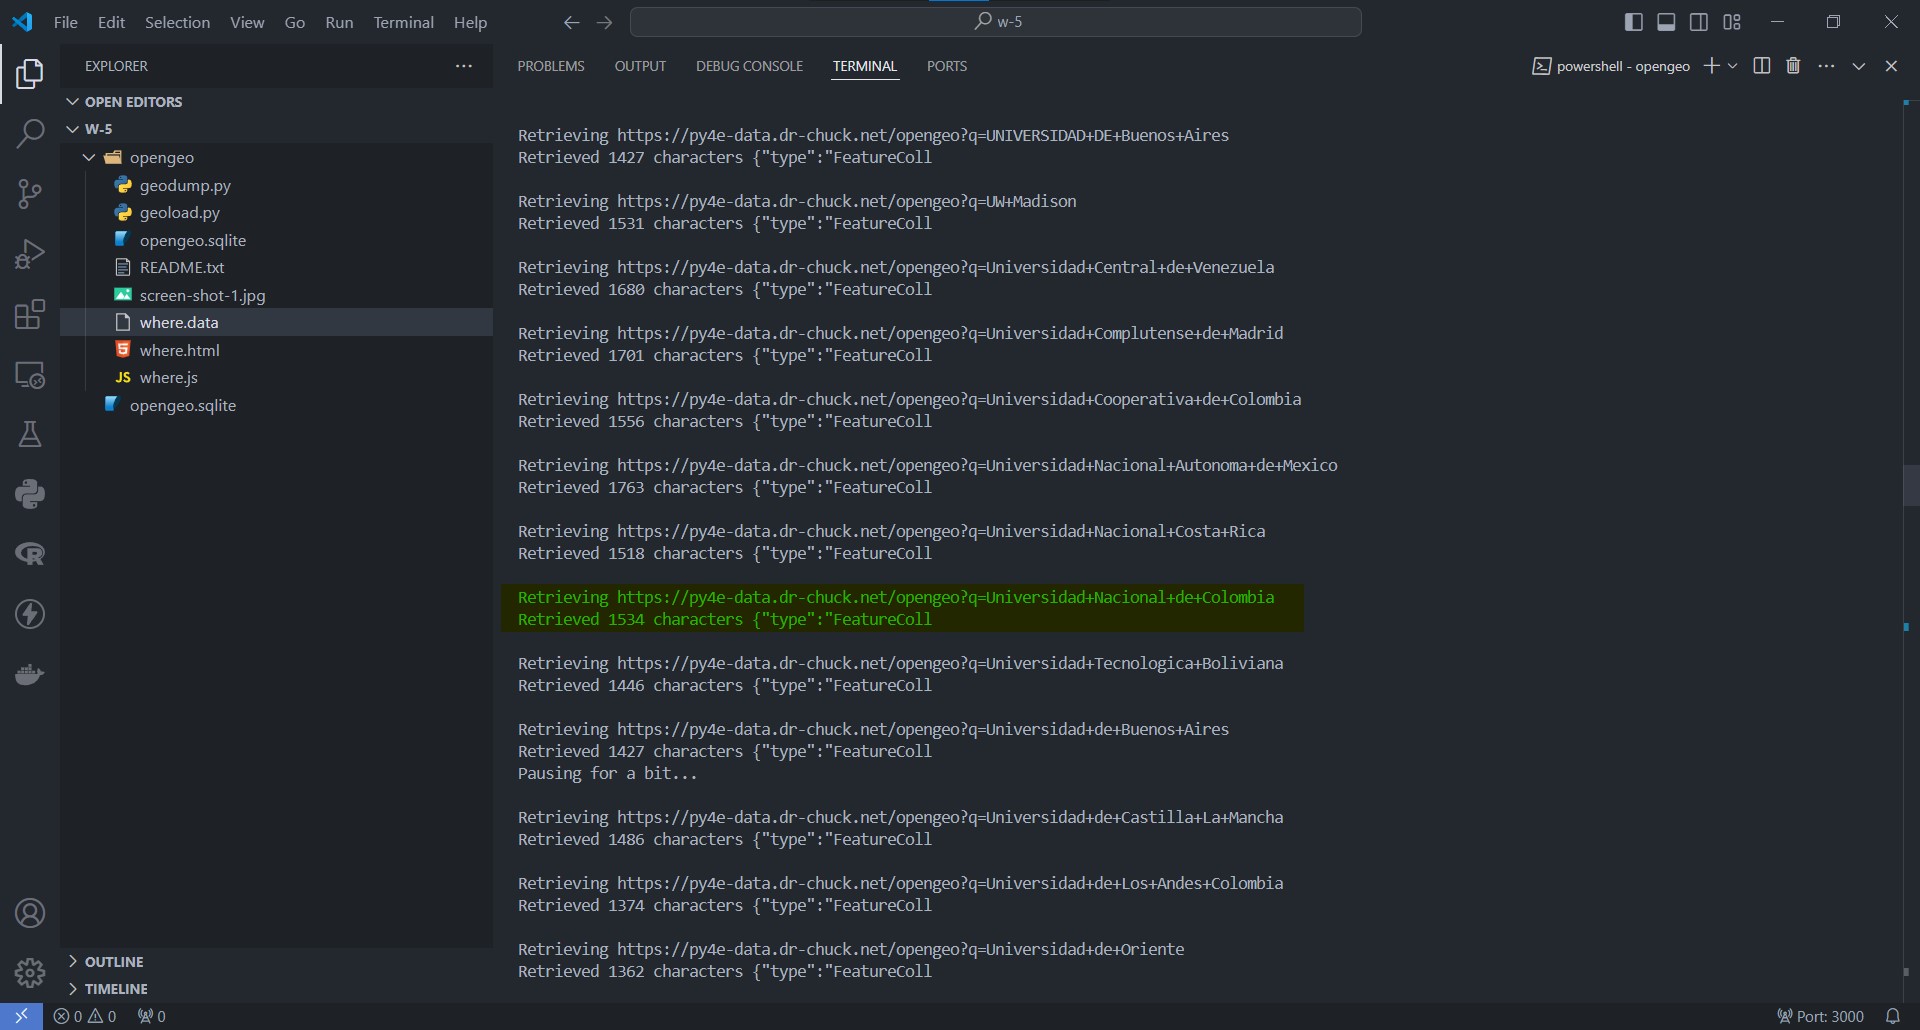 File Edit Selection View Go Run Terminal Help
w-5
EXPLORER
OPEN EDITORS
W-5
opengeo
geodump.py
geoload.py
opengeo.sqlite
README.txt
screen-shot-1.jpg
where.data
where.html
JS where.js
opengeo.sqlite
OUTLINE
TIMELINE
PROBLEMS OUTPUT DEBUG CONSOLE TERMINAL PORTS
powershell - opengeo
Retrieving https://py4e-data.dr-chuck.net/opengeo?q=UNIVERSIDAD+DE+Buenos+Aires
Retrieved 1427 characters {"type":"FeatureColl
Retrieving https://py4e-data.dr-chuck.net/opengeo?q=UW+Madison
Retrieved 1531 characters {"type":"FeatureColl
Retrieving https://py4e-data.dr-chuck.net/opengeo?q=Universidad+Central+de+Venezuela
Retrieved 1680 characters {"type":"FeatureColl
Retrieving https://py4e-data.dr-chuck.net/opengeo?q=Universidad+Complutense+de+Madrid
Retrieved 1701 characters {"type":"FeatureColl
Retrieving https://py4e-data.dr-chuck.net/opengeo?q=Universidad+Cooperativa+de+Colombia
Retrieved 1556 characters {"type":"FeatureColl
Retrieving https://py4e-data.dr-chuck.net/opengeo?q=Universidad+Nacional+Autonoma+de+Mexico
Retrieved 1763 characters {"type":"FeatureColl
Retrieving https://py4e-data.dr-chuck.net/opengeo?q=Universidad+Nacional+Costa+Rica
Retrieved 1518 characters {"type":"FeatureColl
Retrieving https://py4e-data.dr-chuck.net/opengeo?q=Universidad+Nacional+de+Colombia
Retrieved 1534 characters {"type":"FeatureColl
Retrieving https://py4e-data.dr-chuck.net/opengeo?q=Universidad+Tecnologica+Boliviana
Retrieved 1446 characters {"type":"FeatureColl
Retrieving https://py4e-data.dr-chuck.net/opengeo?q=Universidad+de+Buenos+Aires
Retrieved 1427 characters {"type":"FeatureColl
Pausing for a bit...
Retrieving https://py4e-data.dr-chuck.net/opengeo?q=Universidad+de+Castilla+La+Mancha
Retrieved 1486 characters {"type":"FeatureColl
Retrieving https://py4e-data.dr-chuck.net/opengeo?q=Universidad+de+Los+Andes+Colombia
Retrieved 1374 characters {"type":"FeatureColl
Retrieving https://py4e-data.dr-chuck.net/opengeo?q=Universidad+de+Oriente
Retrieved 1362 characters {"type":"FeatureColl
0 0 0
Port: 3000